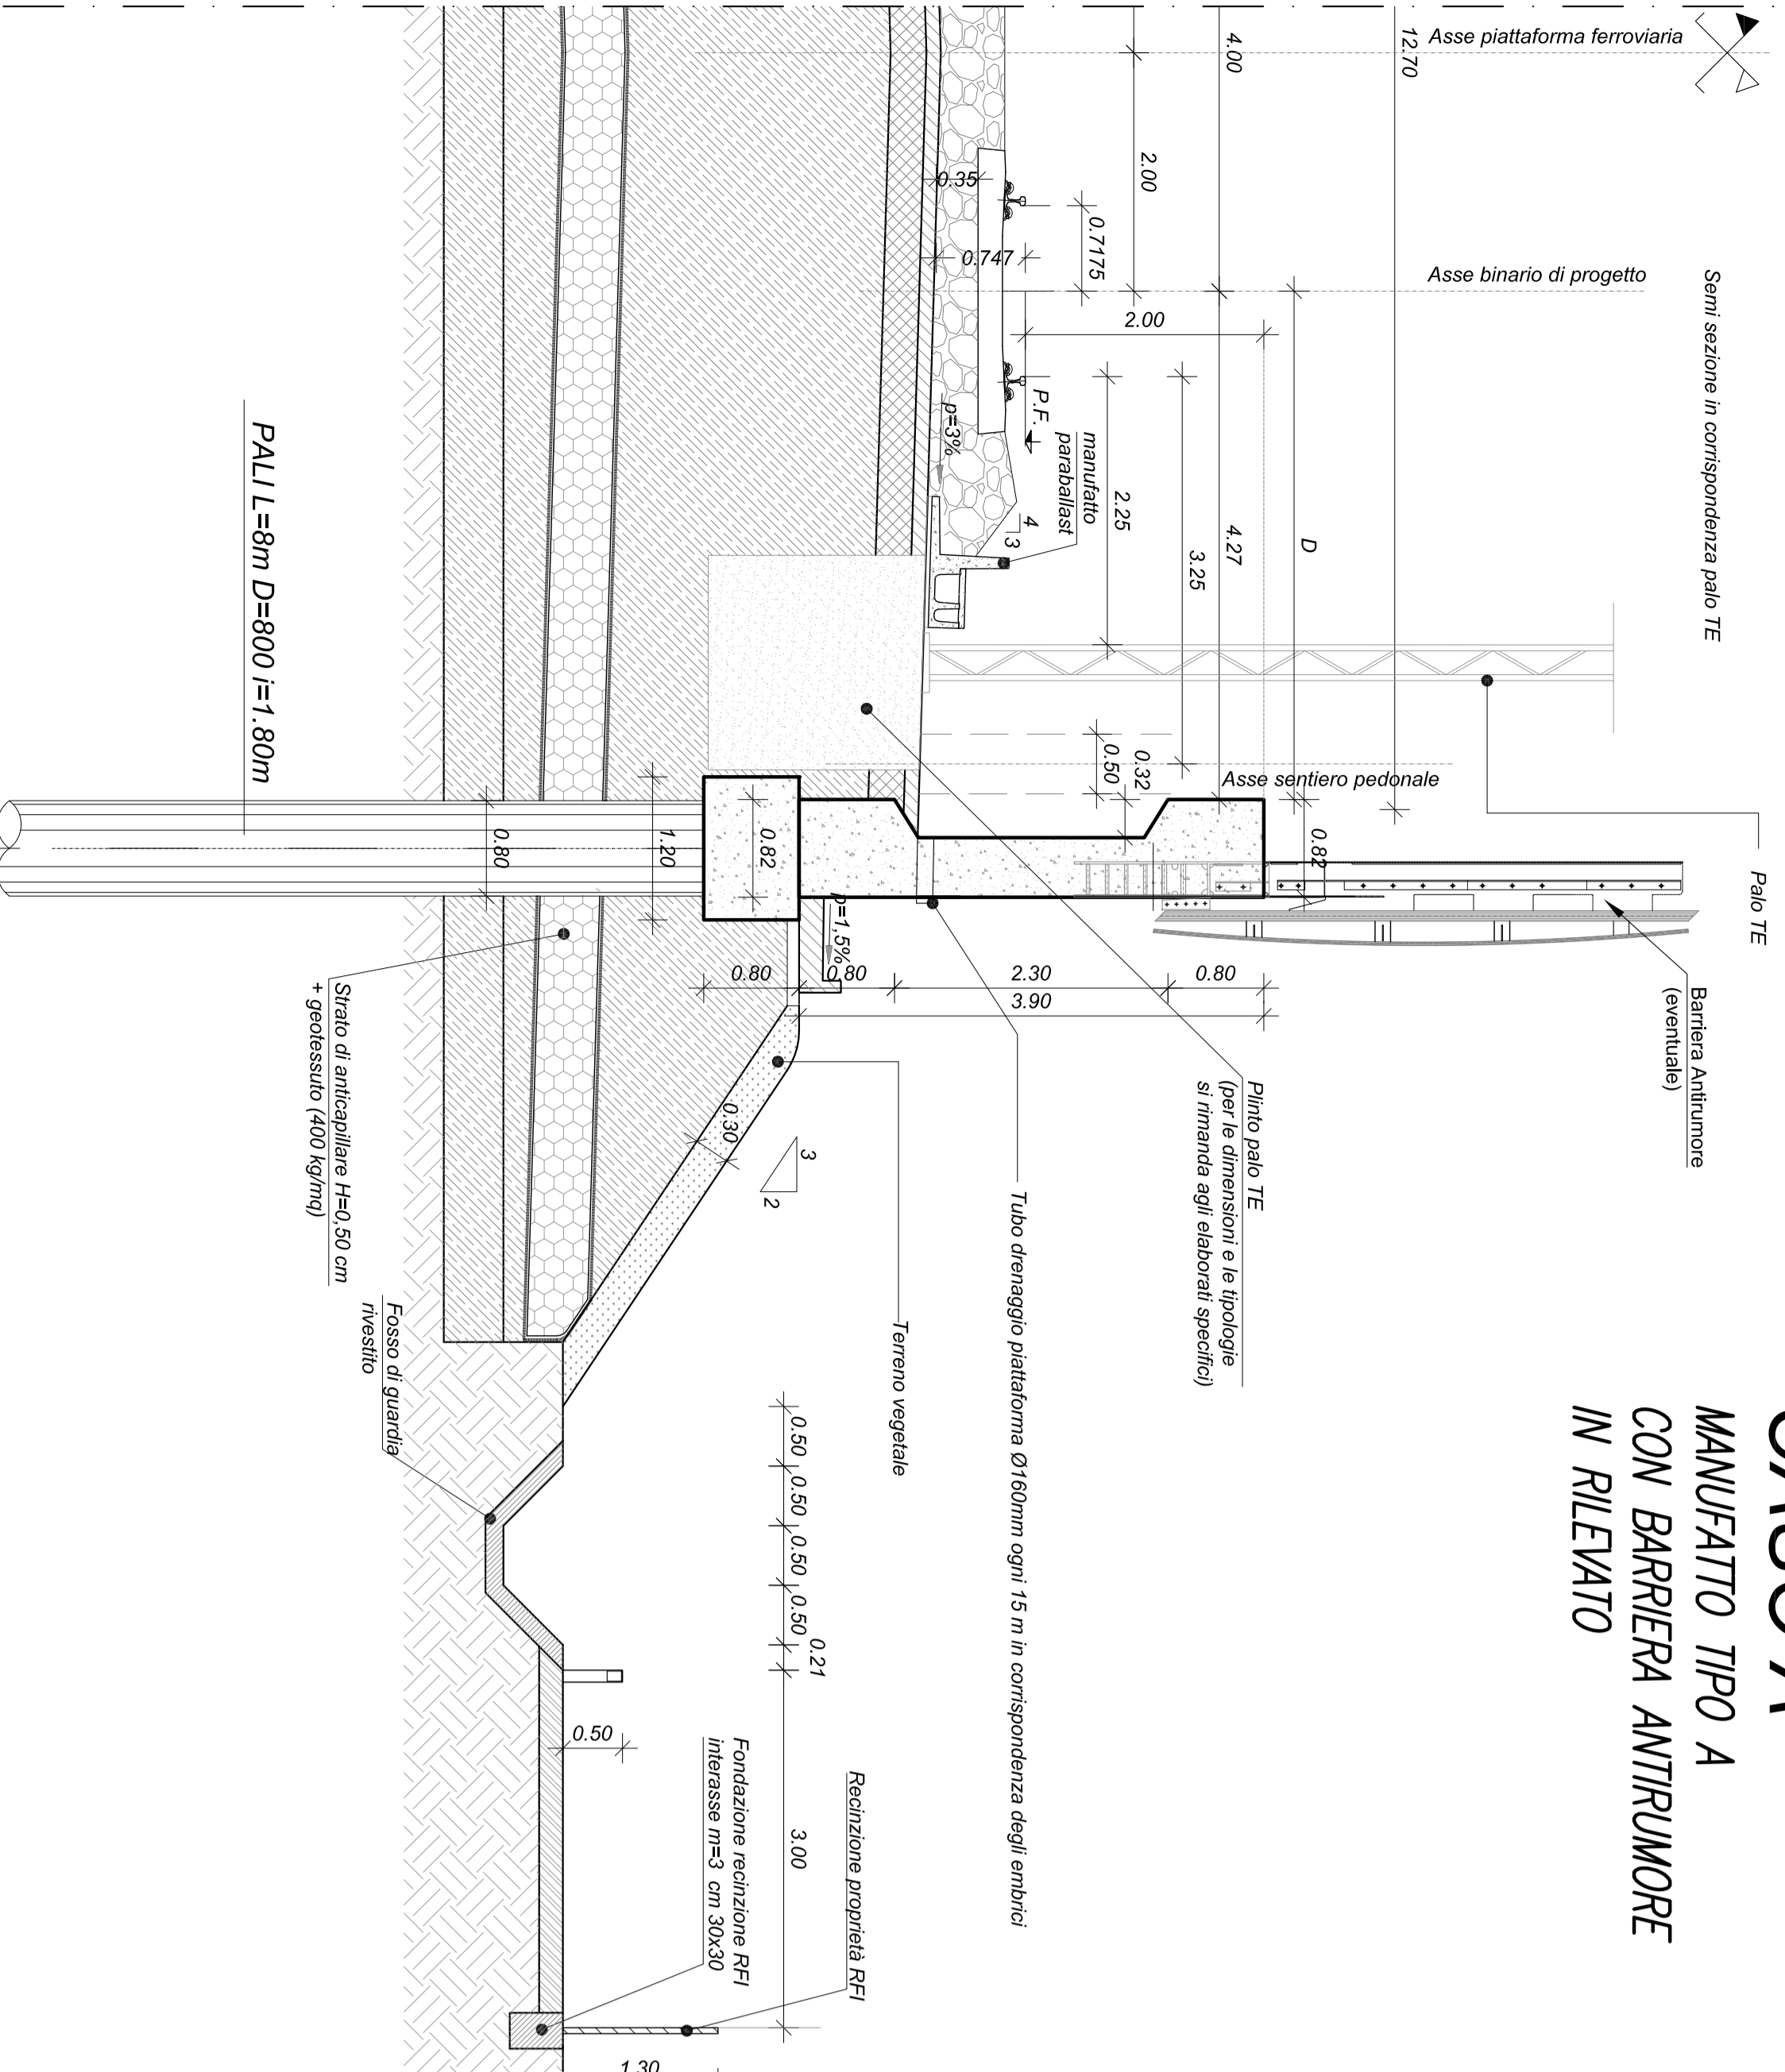 MANUFATTO TIPO A
CON BARRIERA ANTIRUMORE
IN RILEVATO
Semi sezione in corrispondenza palo TE
Asse piattaforma ferroviaria
Asse binario di progetto
12.70
4.00
2.00
0.35
0.7175
0.747
2.00
P.F.
p=3%
manufatto
paraballast
4
3
2.25
3.25
4.27
D
Palo TE
Asse sentiero pedonale
0.50
0.32
0.82
Barriera Antirumore
(eventuale)
PALI L=8m D=800 i=1.80m
0.80
1.20
0.82
p=1,5%
0.80
0.80
2.30
0.80
3.90
Plinto palo TE
(per le dimensioni e le tipologie
si rimanda agli elaborati specifici)
Tubo drenaggio piattaforma Ø160mm ogni 15 m in corrispondenza degli embrici
Terreno vegetale
0.30
3
2
Strato di anticapillare H=0,50 cm
+ geotessuto (400 kg/mq)
Fosso di guardia
rivestito
0.50
0.50
0.50
0.50
0.21
3.00
0.50
Recinzione proprietà RFI
Fondazione recinzione RFI
interasse m=3 cm 30x30
1.30